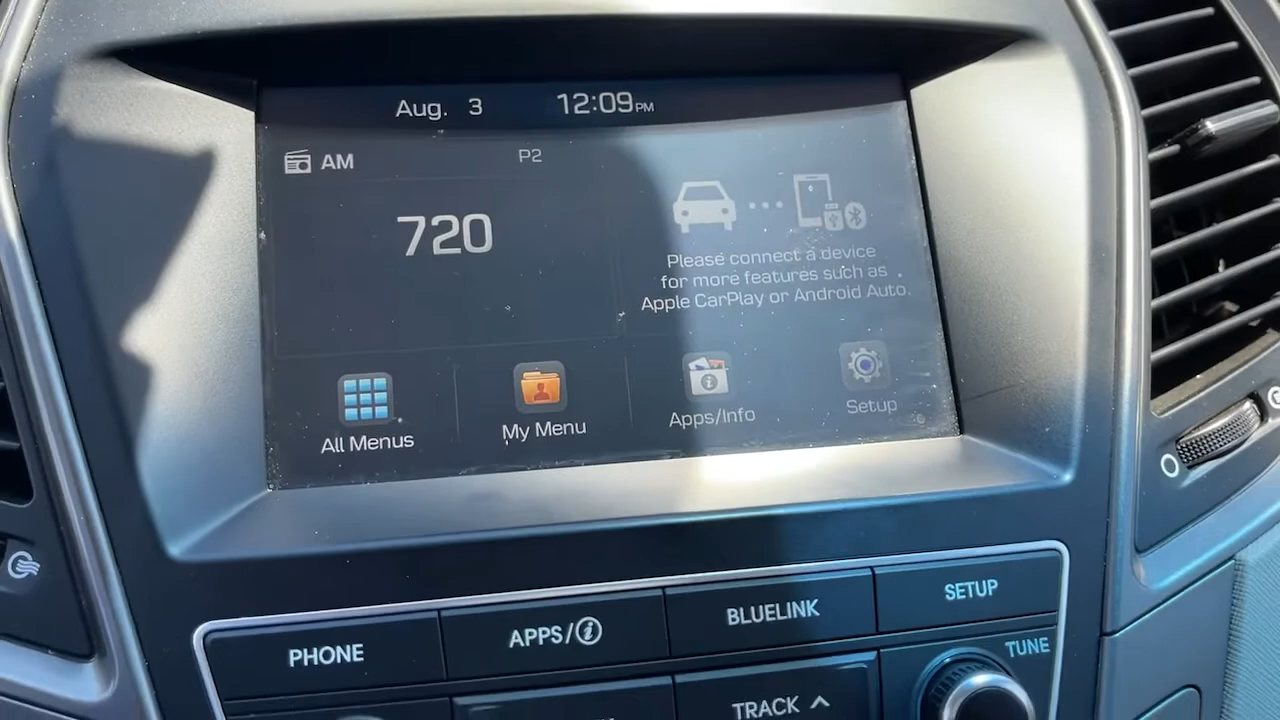 Aug. 3 12:09PM
AM P2
720
Please connect a device
for more features such as
Apple CarPlay or Android Auto.
All Menus My Menu Apps/Info Setup
PHONE APPS/i BLUELINK SETUP
TRACK TUNE